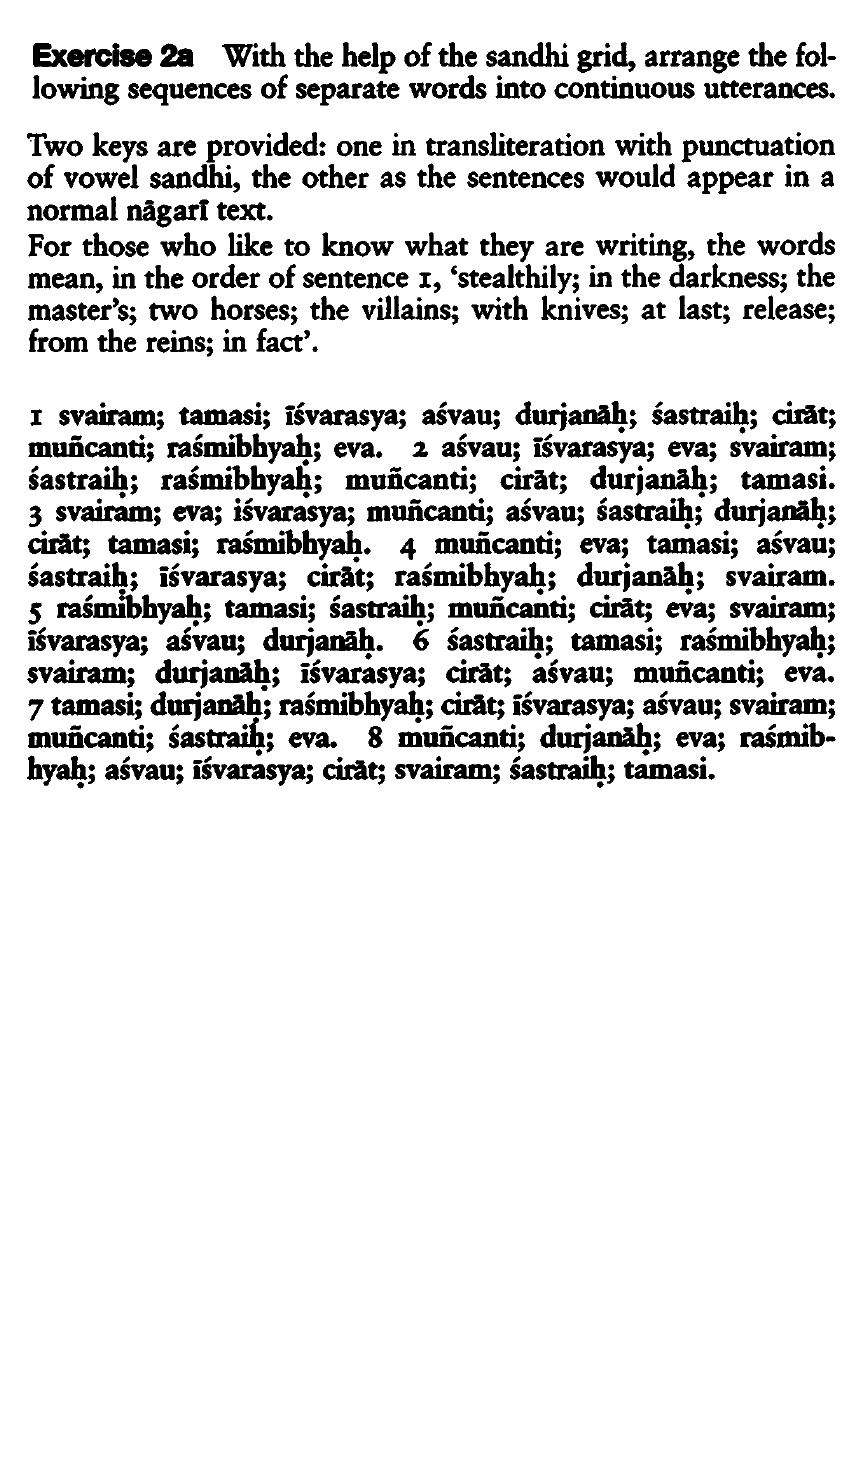 Exercise 2a With the help of the sandhi grid, arrange the fol-
lowing sequences of separate words into continuous utterances.
Two keys are provided: one in transliteration with punctuation
of vowel sandhi, the other as the sentences would appear in a
normal nāgarī text.
For those who like to know what they are writing, the words
mean, in the order of sentence 1, ‘stealthily; in the darkness; the
master’s; two horses; the villains; with knives; at last; release;
from the reins; in fact’.
1 svairam; tamasi; īśvarasya; aśvau; durjanāḥ; śastraiḥ; cirāt;
muñcanti; raśmibhyaḥ; eva. 2 aśvau; īśvarasya; eva; svairam;
śastraiḥ; raśmibhyaḥ; muñcanti; cirāt; durjanāḥ; tamasi.
3 svairam; eva; iśvarasya; muñcanti; aśvau; śastraiḥ; durjanāḥ;
cirāt; tamasi; raśmibhyaḥ. 4 muñcanti; eva; tamasi; aśvau;
śastraiḥ; īśvarasya; cirāt; raśmibhyaḥ; durjanāḥ; svairam.
5 raśmibhyaḥ; tamasi; śastraiḥ; muñcanti; cirāt; eva; svairam;
īśvarasya; aśvau; durjanāḥ. 6 śastraiḥ; tamasi; raśmibhyaḥ;
svairam; durjanāḥ; īśvarasya; cirāt; aśvau; muñcanti; eva.
7 tamasi; durjanāḥ; raśmibhyaḥ; cirāt; īśvarasya; aśvau; svairam;
muñcanti; śastraiḥ; eva. 8 muñcanti; durjanāḥ; eva; raśmib-
hyaḥ; aśvau; īśvarasya; cirāt; svairam; śastraiḥ; tamasi.